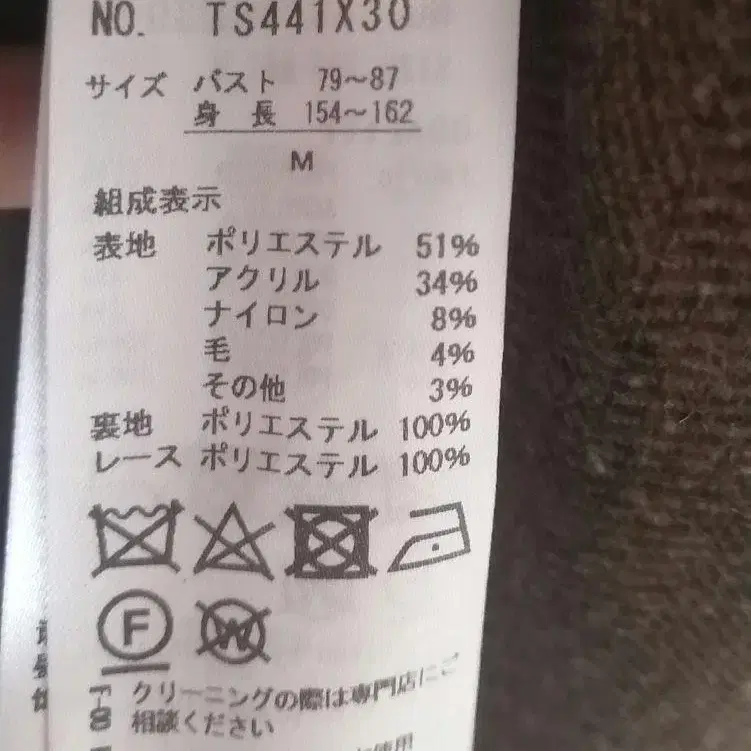 NO. TS441X30
サイズ バスト 79～87
身長 154～162
M
組成表示
表地 ポリエステル 51%
アクリル 34%
ナイロン 8%
毛 4%
その他 3%
裏地 ポリエステル 100%
レース ポリエステル 100%
F W
クリーニングの際は専門店にご
相談ください